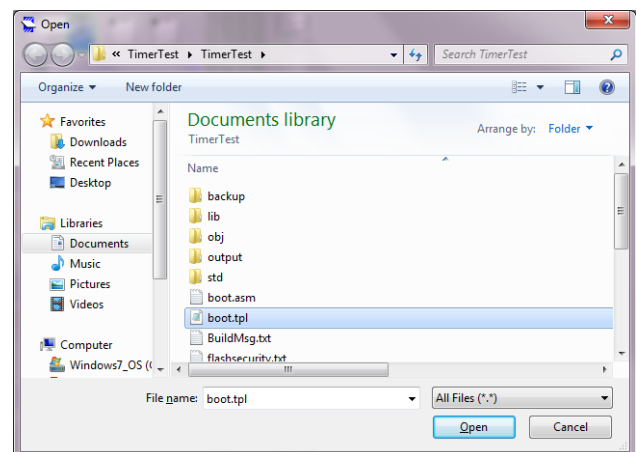 Open
« TimerTest ▸ TimerTest ▸
Search TimerTest
Organize
New folder
Favorites
Downloads
Recent Places
Desktop
Libraries
Documents
Music
Pictures
Videos
Computer
Windows7_OS (
Documents library
TimerTest
Arrange by: Folder
Name
backup
lib
obj
output
std
boot.asm
boot.tpl
BuildMsg.txt
flashsecurity.txt
File name: boot.tpl
All Files (*.*)
Open
Cancel